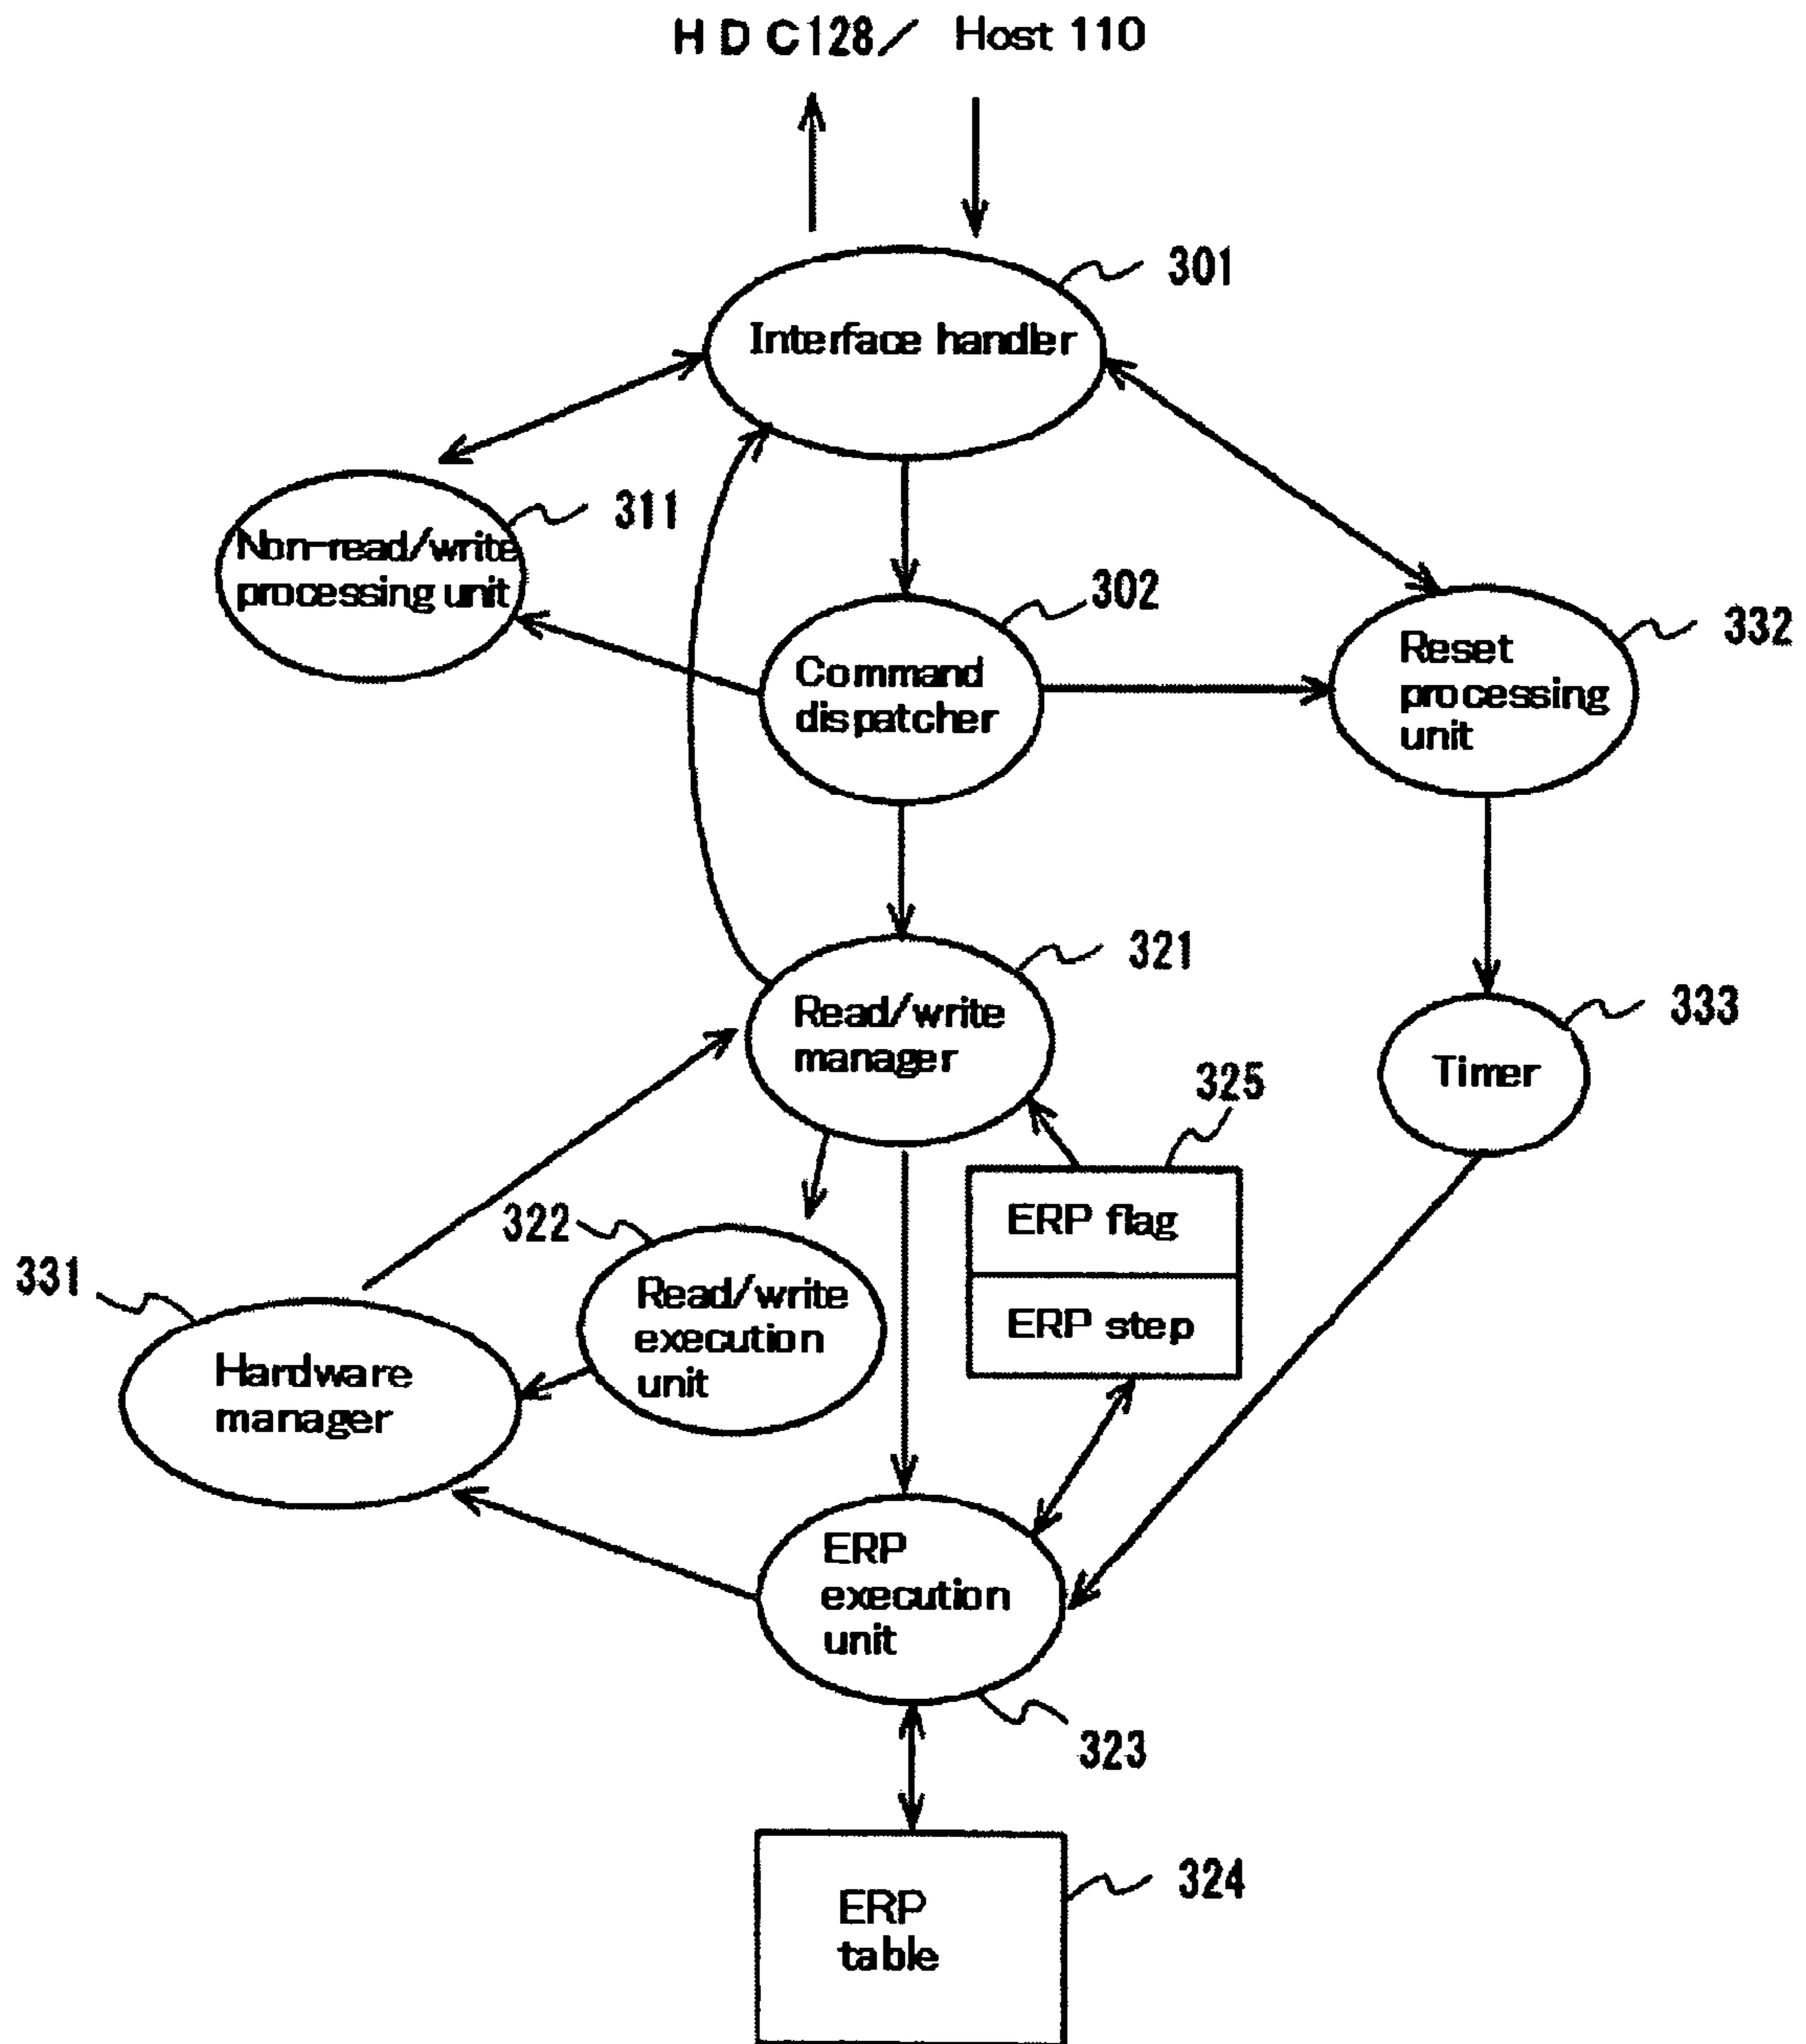 HDC128/ Host 110
301
Interface handler
311
Non-read/write
processing unit
302
Command
dispatcher
332
Reset
processing
unit
321
Read/write
manager
333
Timer
325
ERP flag
ERP step
322
Read/write
execution
unit
331
Hardware
manager
ERP
execution
unit
323
324
ERP
table